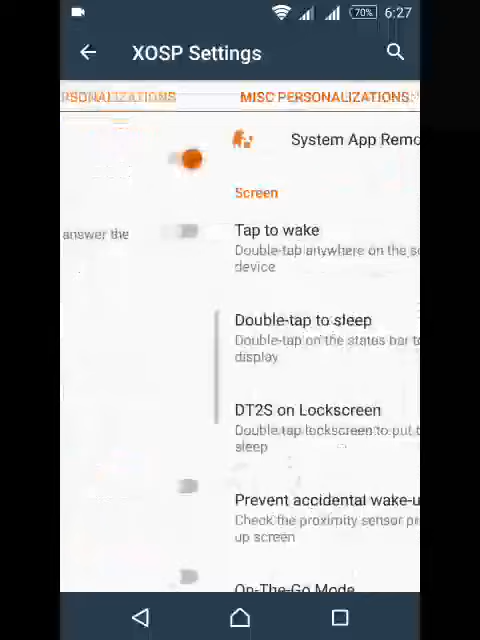 70% 6:27
XOSP Settings
RSONALIZATIONS MISC PERSONALIZATIONS
System App Remo
Screen
answer the
Tap to wake
Double-tap anywhere on the sc
device
Double-tap to sleep
Double-tap on the status bar to
display
DT2S on Lockscreen
Double tap lockscreen to put t
sleep
Prevent accidental wake-u
Check the proximity sensor pr
up screen
On-The-Go Mode